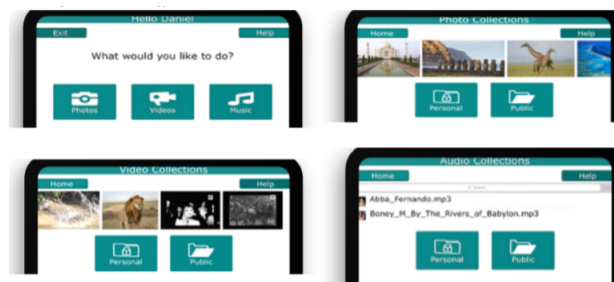 Hello Daniel
Exit Help
What would you like to do?
Photos Videos Music
Photo Collections
Home Help
Personal Public
Video Collections
Home Help
Personal Public
Audio Collections
Home Help
Search
Abba_Fernando.mp3
Boney_M_By_The_Rivers_of_Babylon.mp3
Personal Public